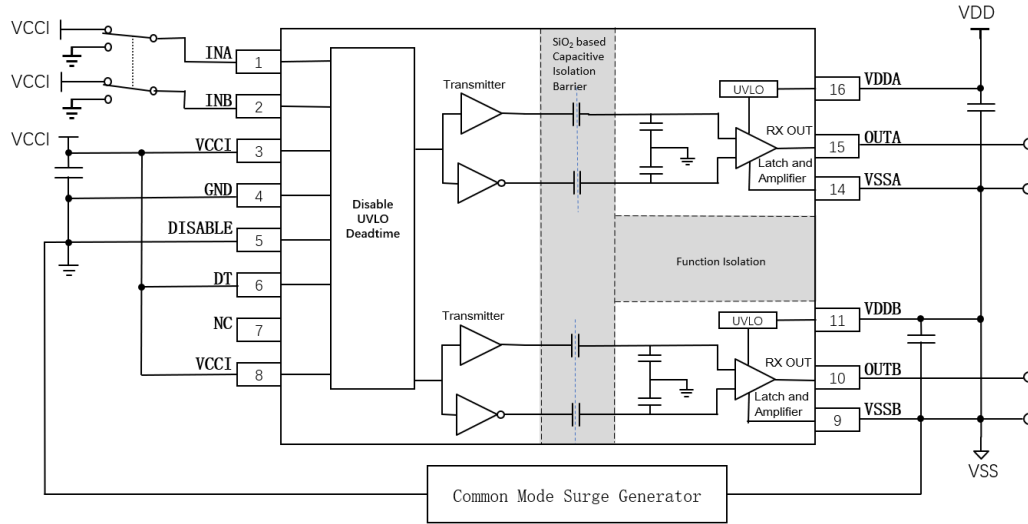 VCCI
VCCI
VCCI
INA
1
INB
2
VCCI
3
GND
4
DISABLE
5
DT
6
NC
7
VCCI
8
Disable
UVLO
Deadtime
Transmitter
Transmitter
SiO₂ based
Capacitive
Isolation
Barrier
Function Isolation
UVLO
RX OUT
Latch and
Amplifier
UVLO
RX OUT
Latch and
Amplifier
16
VDDA
15
OUTA
14
VSSA
11
VDDB
10
OUTB
9
VSSB
VDD
VSS
Common Mode Surge Generator